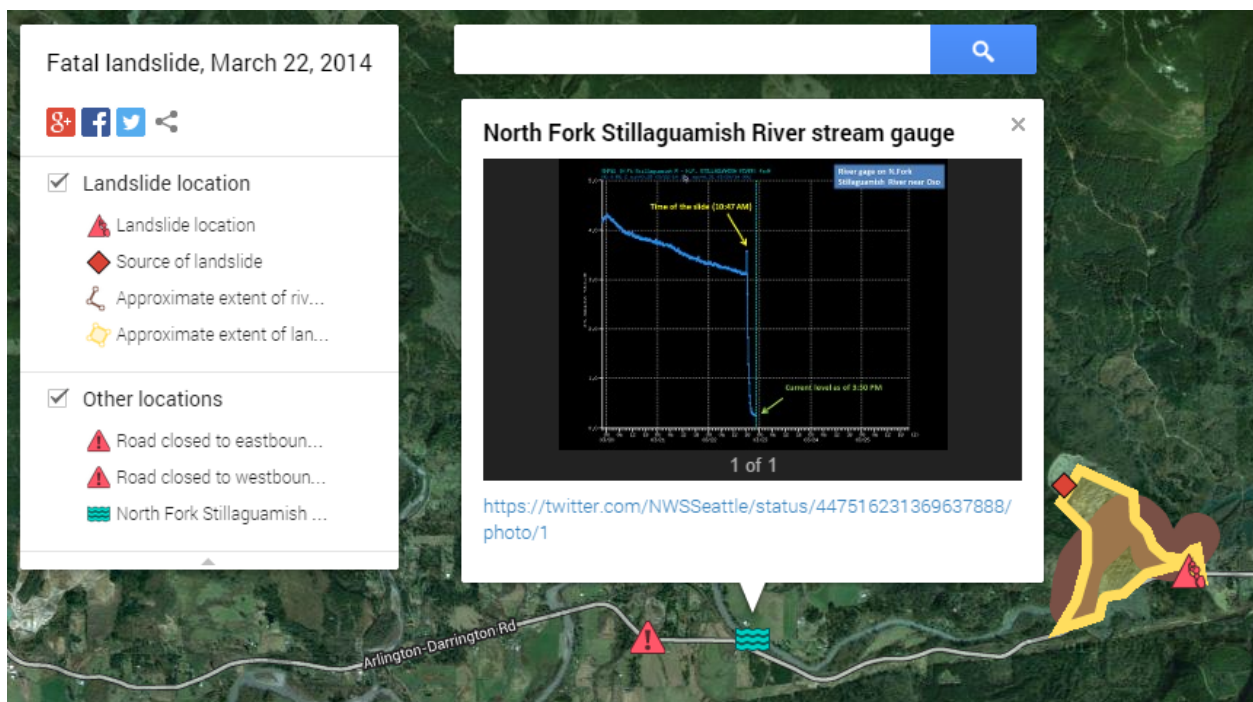 Fatal landslide, March 22, 2014
8+ f
Landslide location
Landslide location
Source of landslide
Approximate extent of riv...
Approximate extent of lan...
Other locations
Road closed to eastboun...
Road closed to westboun...
North Fork Stillaguamish ...
North Fork Stillaguamish River stream gauge
River gage on N.Fork
Stillaguamish River near Oso
Time of the slide (10:47 AM)
Current level as of 3:50 PM
1 of 1
https://twitter.com/NWSSeattle/status/447516231369637888/
photo/1
Arlington-Darrington Rd